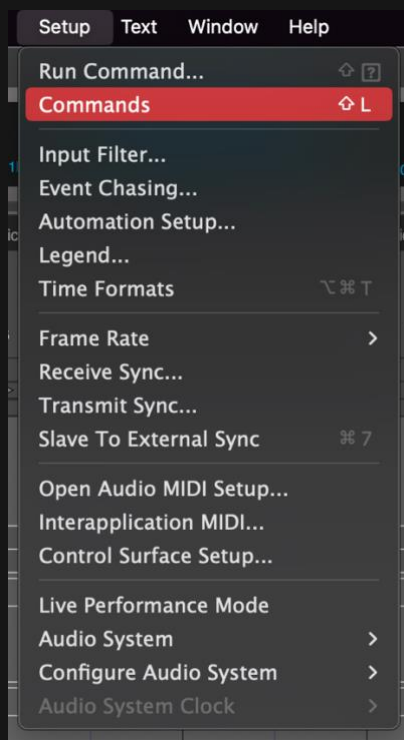 Setup Text Window Help
Run Command... ⇧ ?
Commands ⇧ L
Input Filter...
Event Chasing...
Automation Setup...
Legend...
Time Formats ⌥ ⌘ T
Frame Rate >
Receive Sync...
Transmit Sync...
Slave To External Sync ⌘ 7
Open Audio MIDI Setup...
Interapplication MIDI...
Control Surface Setup...
Live Performance Mode
Audio System >
Configure Audio System >
Audio System Clock >